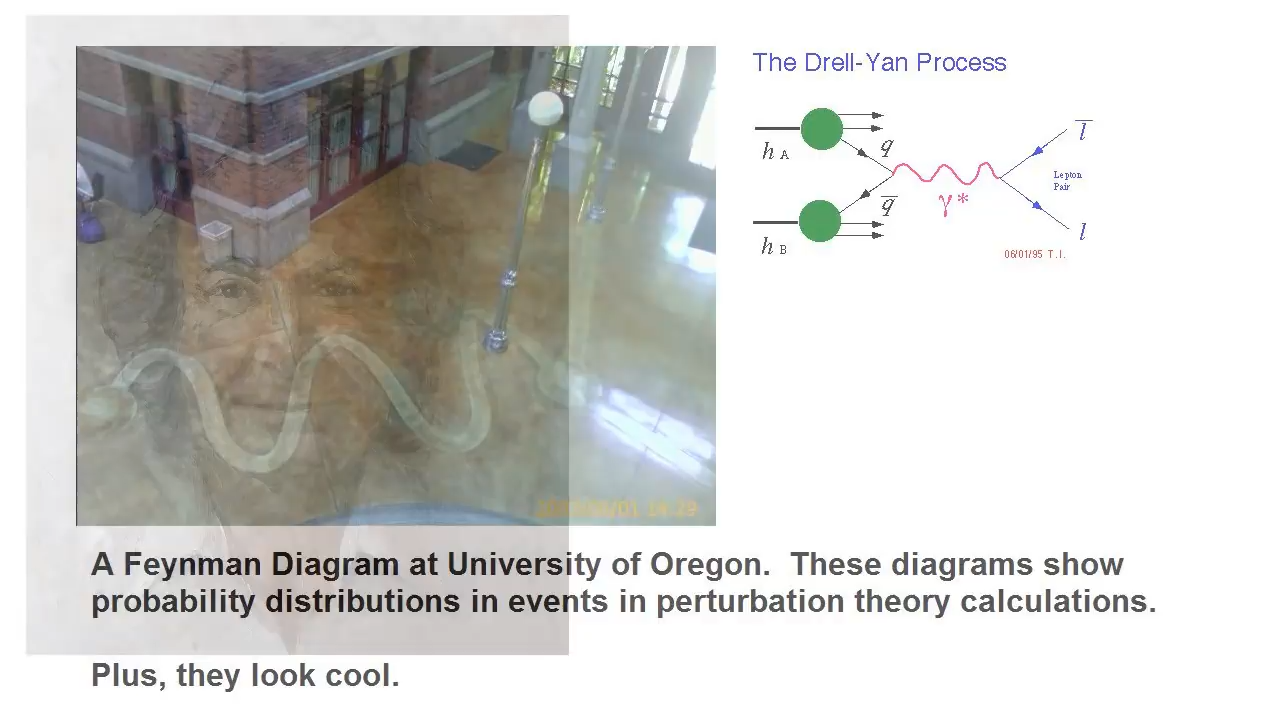 The Drell-Yan Process
h A
q
q̅
h B
γ*
l̅
Lepton
Pair
l
06/01/95 T.I.
A Feynman Diagram at University of Oregon.  These diagrams show
probability distributions in events in perturbation theory calculations.
Plus, they look cool.